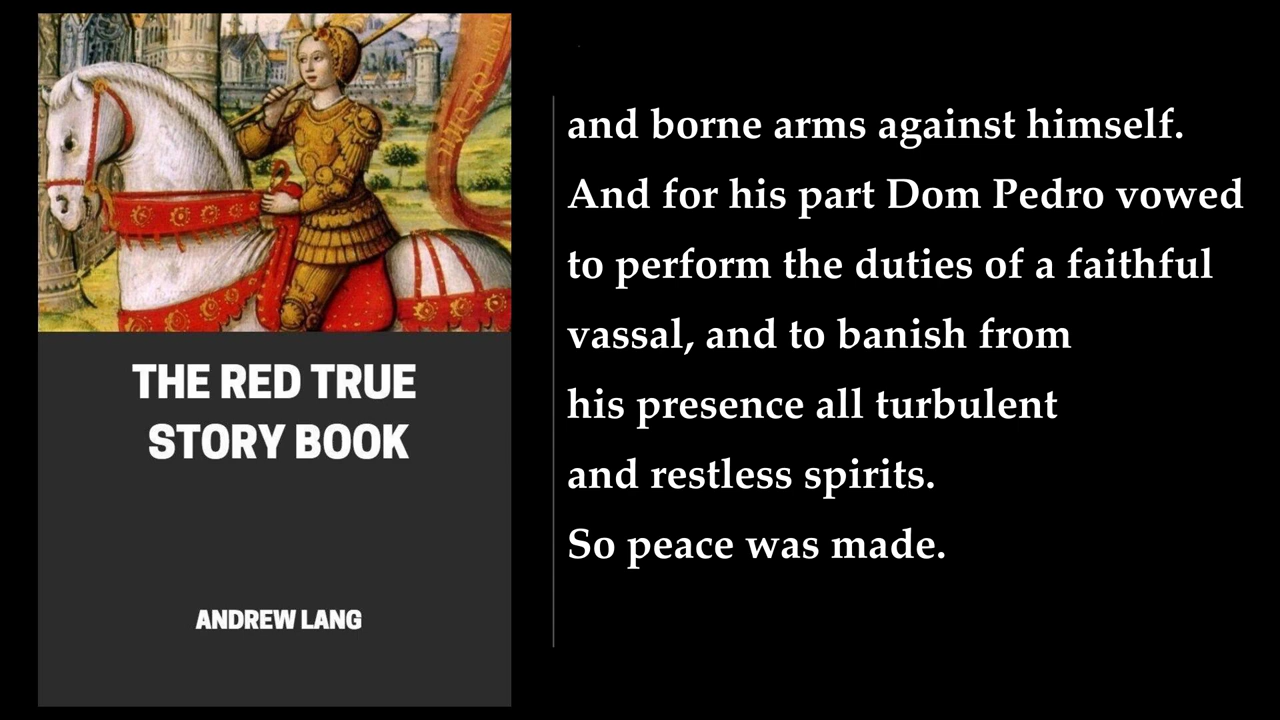 THE RED TRUE
STORY BOOK
ANDREW LANG
and borne arms against himself.
And for his part Dom Pedro vowed
to perform the duties of a faithful
vassal, and to banish from
his presence all turbulent
and restless spirits.
So peace was made.